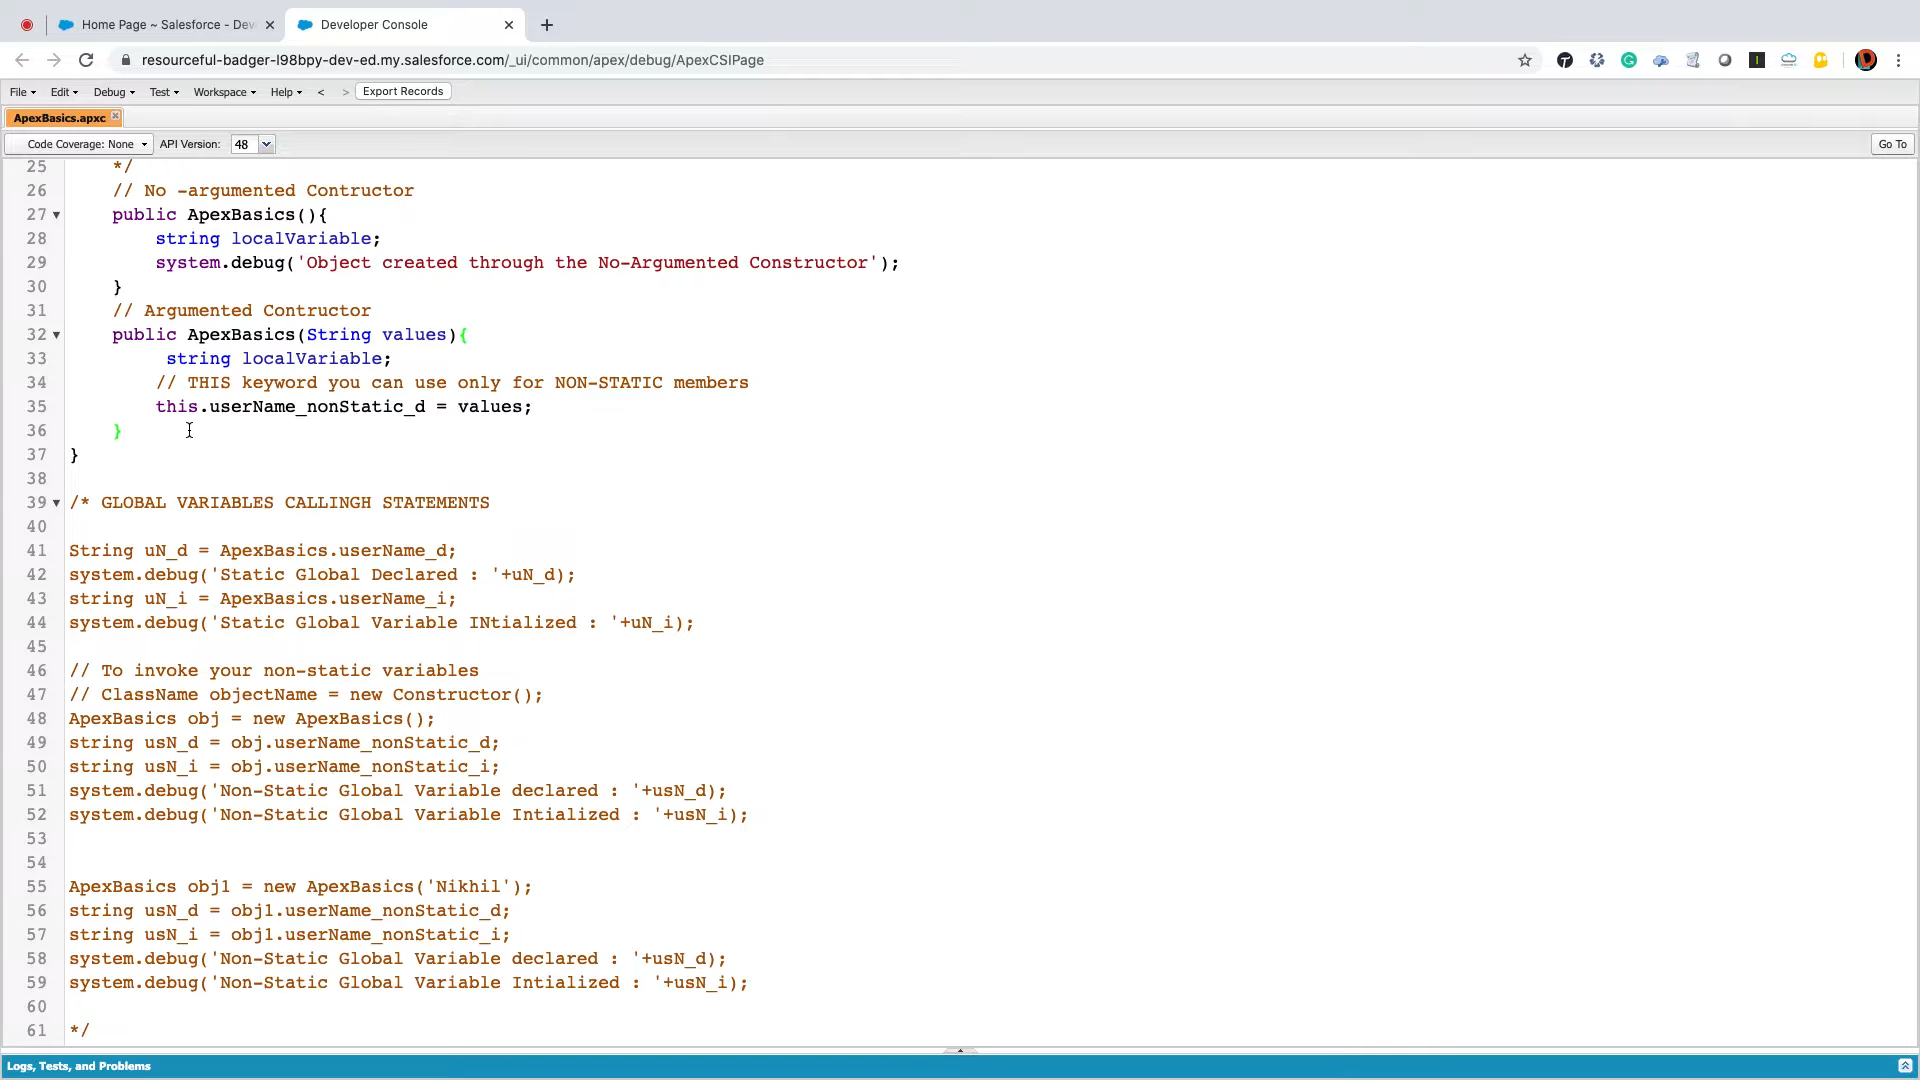 Home Page ~ Salesforce - Dev
Developer Console
resourceful-badger-l98bpy-dev-ed.my.salesforce.com/_ui/common/apex/debug/ApexCSIPage
File Edit Debug Test Workspace Help < > Export Records
ApexBasics.apxc
Code Coverage: None API Version: 48 Go To
25 */
26 // No -argumented Contructor
27 public ApexBasics(){
28 string localVariable;
29 system.debug('Object created through the No-Argumented Constructor');
30 }
31 // Argumented Contructor
32 public ApexBasics(String values){
33 string localVariable;
34 // THIS keyword you can use only for NON-STATIC members
35 this.userName_nonStatic_d = values;
36 }
37 }
38
39 /* GLOBAL VARIABLES CALLINGH STATEMENTS
40
41 String uN_d = ApexBasics.userName_d;
42 system.debug('Static Global Declared : '+uN_d);
43 string uN_i = ApexBasics.userName_i;
44 system.debug('Static Global Variable INtialized : '+uN_i);
45
46 // To invoke your non-static variables
47 // ClassName objectName = new Constructor();
48 ApexBasics obj = new ApexBasics();
49 string usN_d = obj.userName_nonStatic_d;
50 string usN_i = obj.userName_nonStatic_i;
51 system.debug('Non-Static Global Variable declared : '+usN_d);
52 system.debug('Non-Static Global Variable Intialized : '+usN_i);
53
54
55 ApexBasics obj1 = new ApexBasics('Nikhil');
56 string usN_d = obj1.userName_nonStatic_d;
57 string usN_i = obj1.userName_nonStatic_i;
58 system.debug('Non-Static Global Variable declared : '+usN_d);
59 system.debug('Non-Static Global Variable Intialized : '+usN_i);
60
61 */
Logs, Tests, and Problems